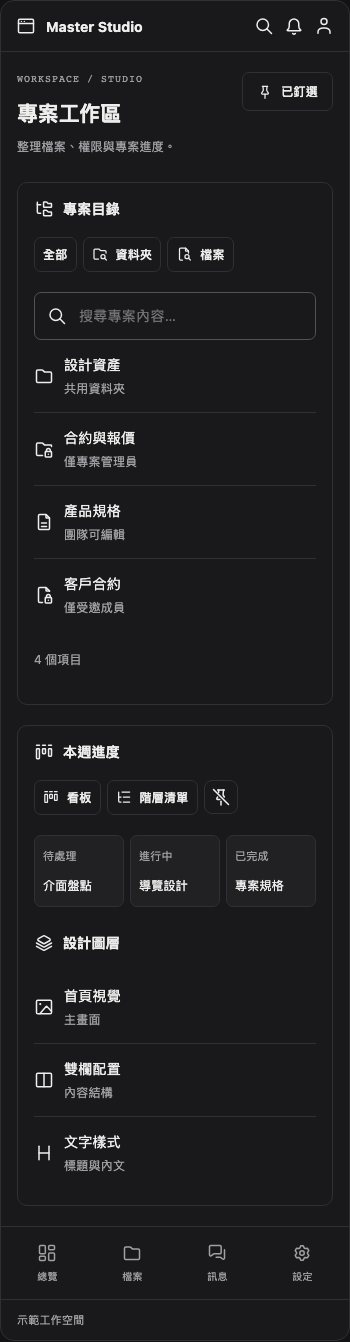 Master Studio
WORKSPACE / STUDIO
已釘選
專案工作區
整理檔案、權限與專案進度。
專案目錄
全部 資料夾 檔案
搜尋專案內容...
設計資產
共用資料夾
合約與報價
僅專案管理員
產品規格
團隊可編輯
客戶合約
僅受邀成員
4 個項目
本週進度
看板 階層清單
待處理 進行中 已完成
介面盤點 導覽設計 專案規格
設計圖層
首頁視覺
主畫面
雙欄配置
內容結構
文字樣式
標題與內文
總覽 檔案 訊息 設定
示範工作空間